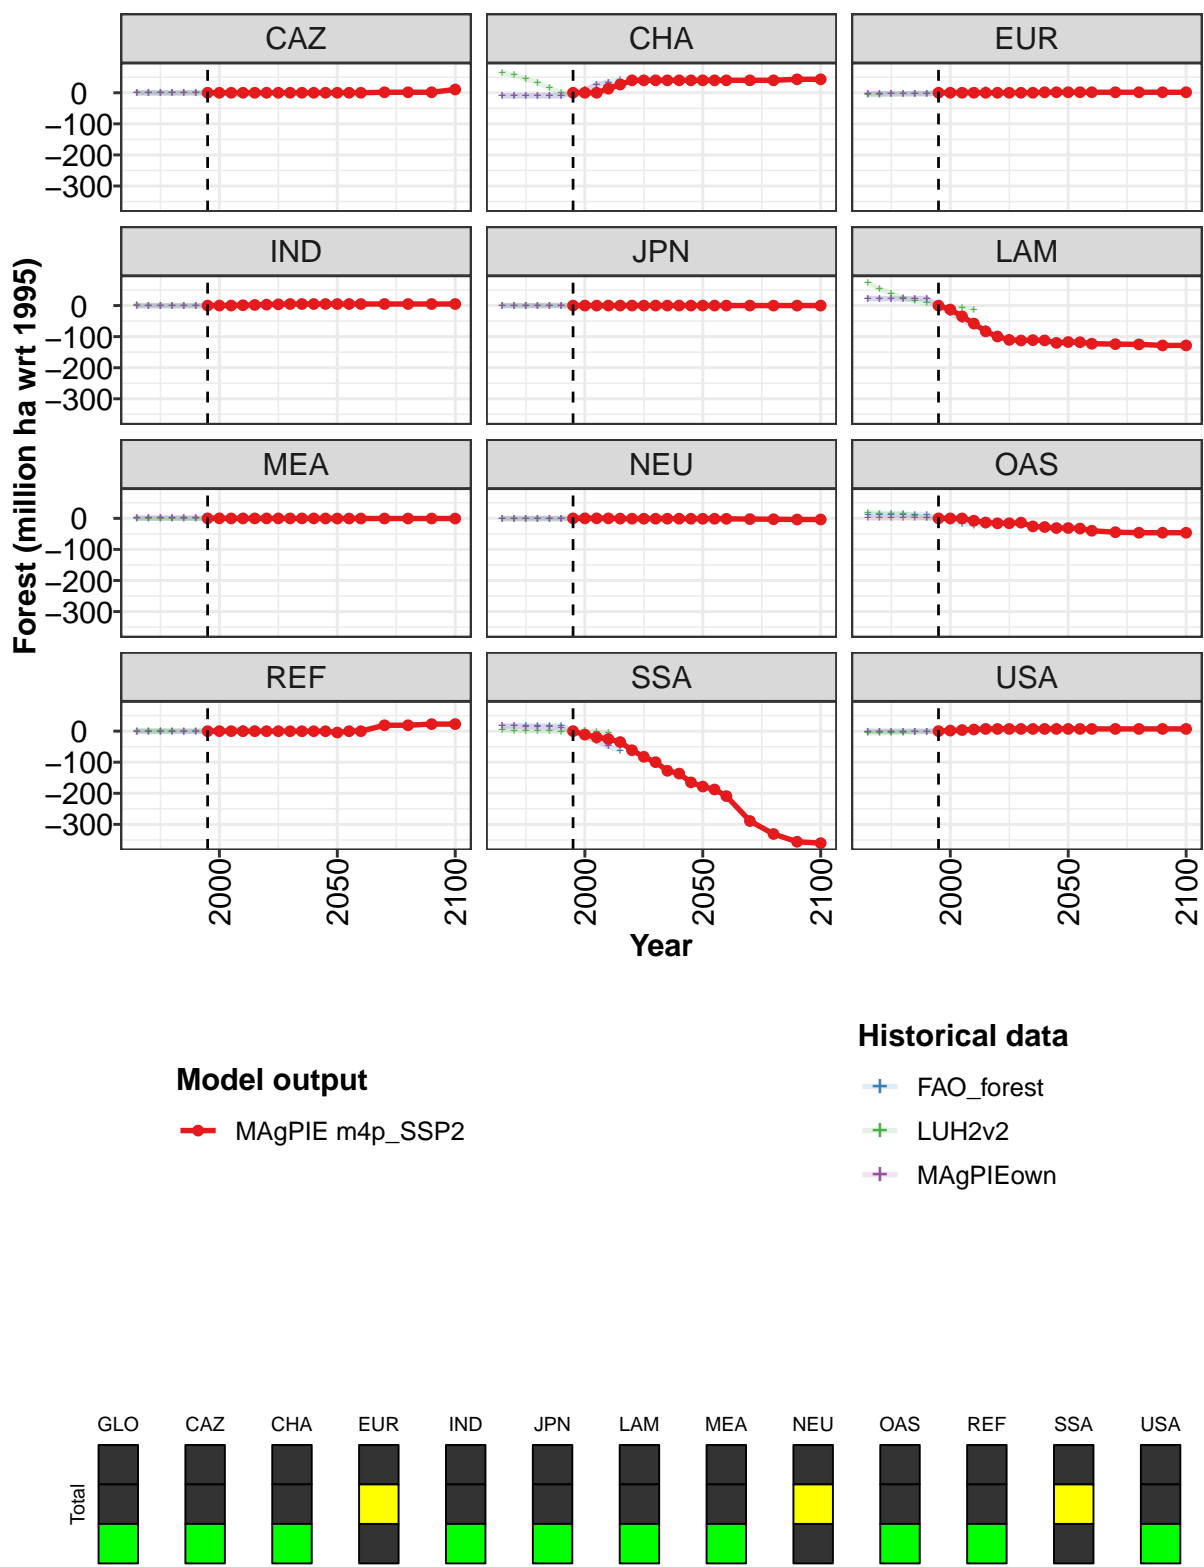 CAZ CHA EUR
0
−100
−200
−300
IND JPN LAM
0
−100
−200
−300
MEA NEU OAS
0
−100
−200
−300
REF SSA USA
0
−100
−200
−300
2000 2050 2100 2000 2050 2100 2000 2050 2100
Forest (million ha wrt 1995)
Year
Model output
MAgPIE m4p_SSP2
Historical data
FAO_forest
LUH2v2
MAgPIEown
GLO CAZ CHA EUR IND JPN LAM MEA NEU OAS REF SSA USA
Total